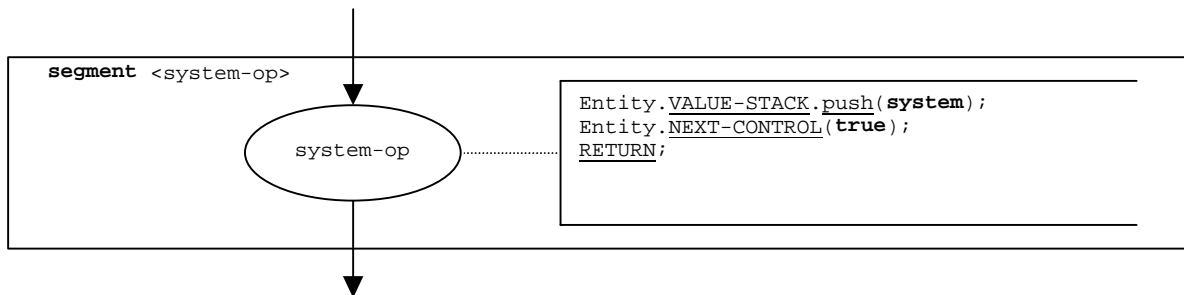 segment <system-op>
Entity.VALUE-STACK.push(system);
Entity.NEXT-CONTROL(true);
RETURN;
system-op